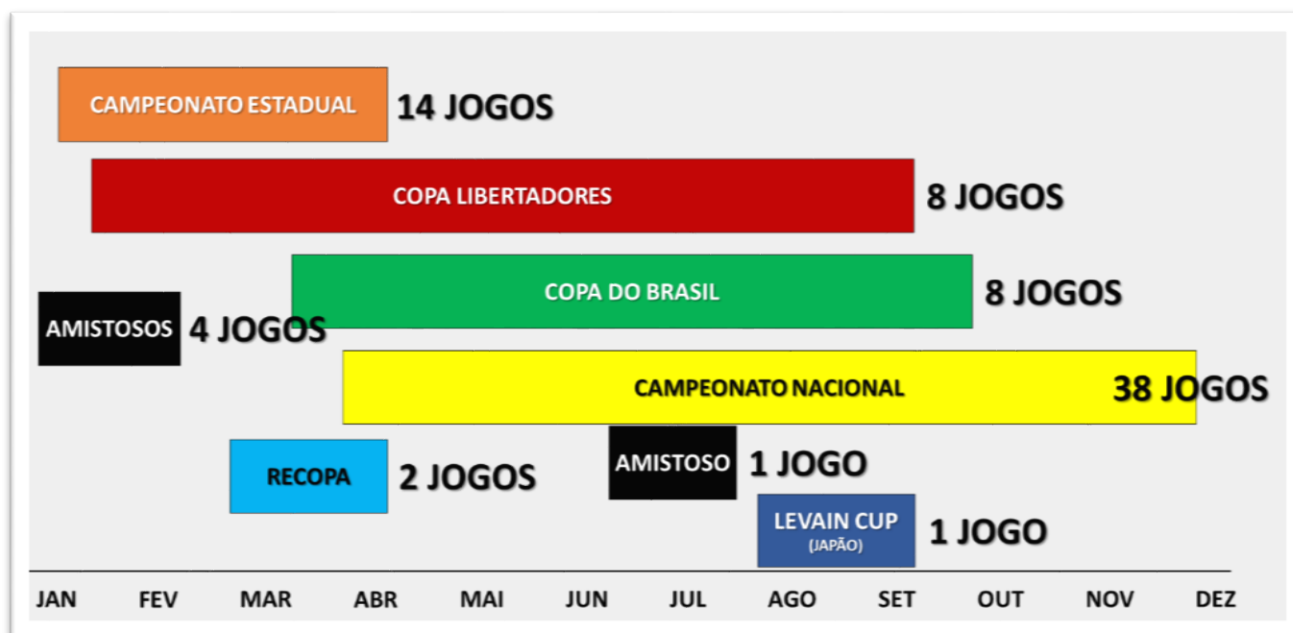 CAMPEONATO ESTADUAL 14 JOGOS
COPA LIBERTADORES 8 JOGOS
COPA DO BRASIL 8 JOGOS
AMISTOSOS 4 JOGOS
CAMPEONATO NACIONAL 38 JOGOS
AMISTOSO 1 JOGO
RECOPA 2 JOGOS
LEVAIN CUP
(JAPÃO)
1 JOGO
JAN FEV MAR ABR MAI JUN JUL AGO SET OUT NOV DEZ